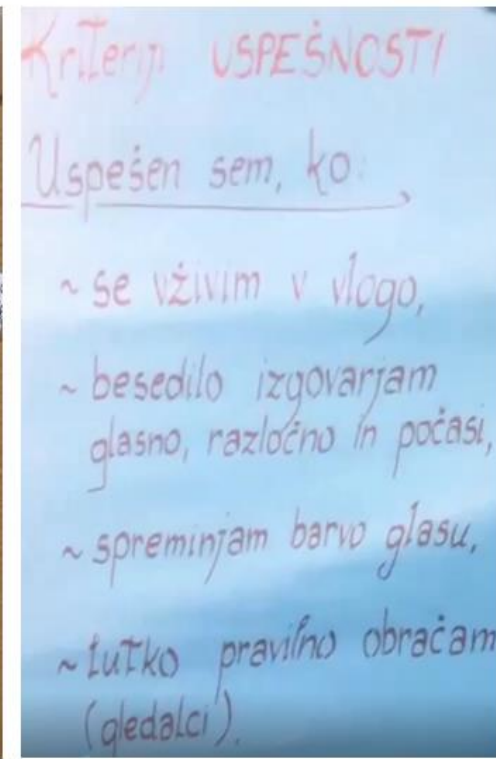 Kriteriji USPEŠNOSTI
Uspešen sem, ko:
~ se vživim v vlogo,
~ besedilo izgovarjam
glasno, razločno in počasi,
~ spreminjam barvo glasu,
~ lutko pravilno obračam
(gledalci).